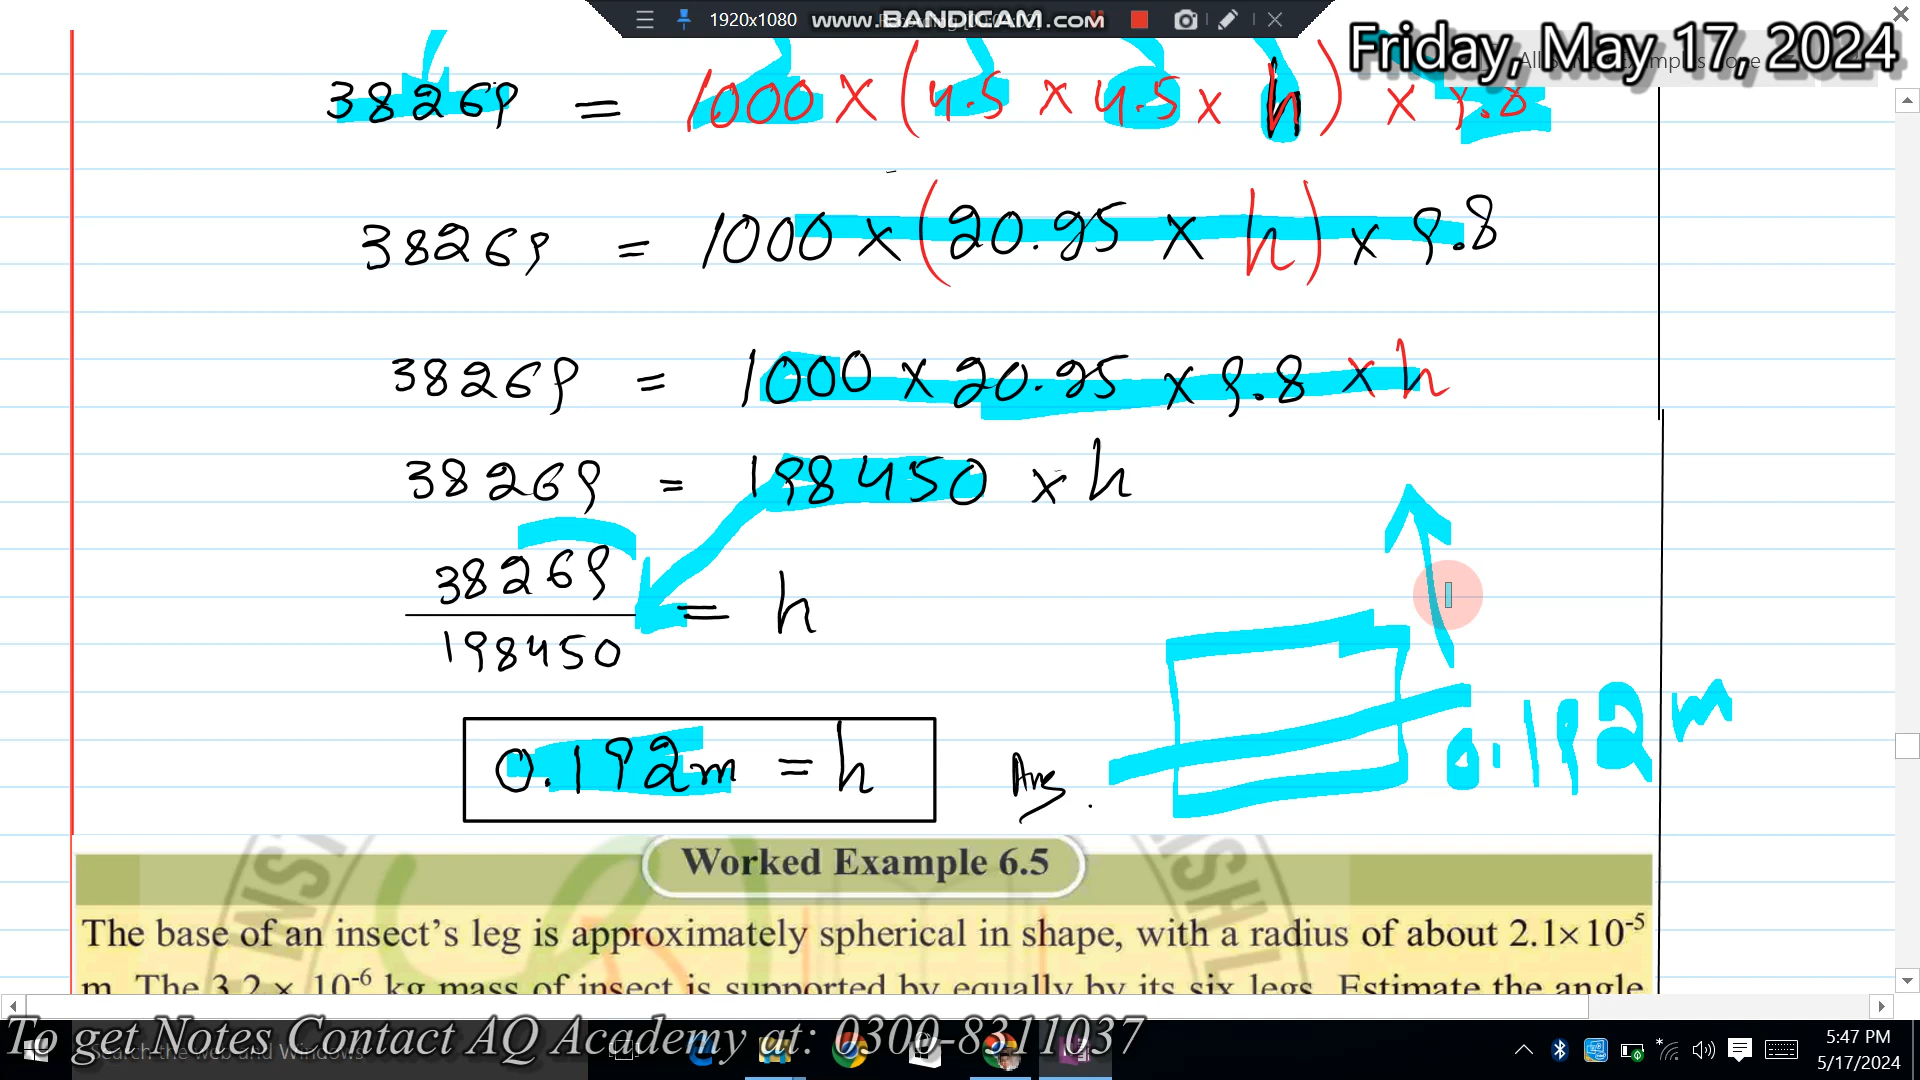 1920x1080 www.BANDICAM.com
Friday, May 17, 2024
38269 = 1000 × (4.5 × 4.5 × h) × 9.8
38269 = 1000 × (20.25 × h) × 9.8
38269 = 1000 × 20.25 × 9.8 × h
38269 = 198450 × h
38269
198450 = h
0.192m = h Ans. 0.192m
Worked Example 6.5
The base of an insect's leg is approximately spherical in shape, with a radius of about 2.1×10⁻⁵
m. The 3.2 × 10⁻⁶ kg mass of insect is supported by equally by its six legs. Estimate the angle
To get Notes Contact AQ Academy at: 0300-8311037
Search the web and Windows
5:47 PM
5/17/2024